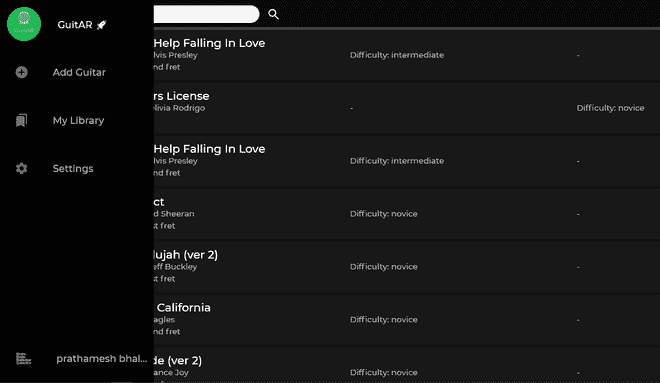 GuitAR
Add Guitar
My Library
Settings
prathamesh bhal...
Help Falling In Love
lvis Presley
nd fret
Difficulty: intermediate
-
rs License
livia Rodrigo
-
Difficulty: novice
Help Falling In Love
lvis Presley
nd fret
Difficulty: intermediate
-
ct
d Sheeran
st fret
Difficulty: novice
-
lujah (ver 2)
eff Buckley
st fret
Difficulty: novice
-
California
agles
nd fret
Difficulty: novice
-
de (ver 2)
ance Joy
Difficulty: novice
-